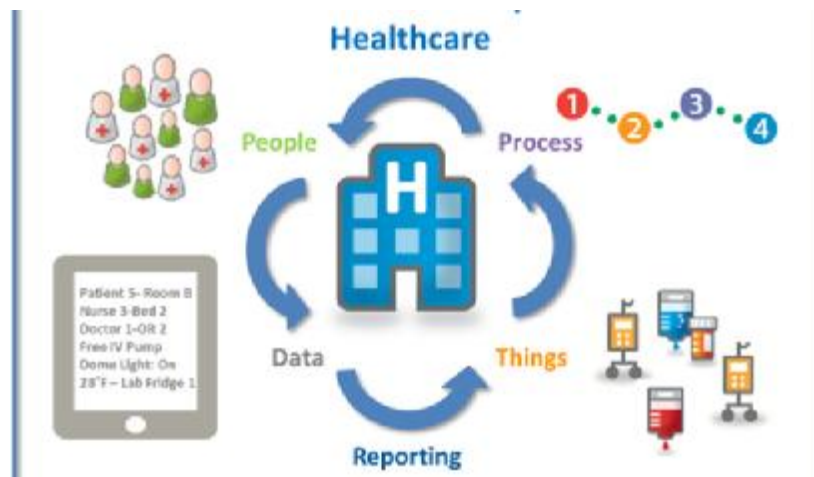 Healthcare
People
Process
1
2
3
4
H
Patient 5- Room B
Nurse 3-Bed 2
Doctor 1-OR 2
Free IV Pump
Dome Light: On
28°F – Lab Fridge 1
Data
Things
Reporting